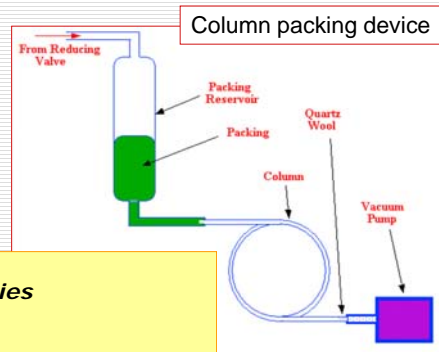 Column packing device
From Reducing
Valve
Packing
Reservoir
Packing
Quartz
Wool
Column
Vacuum
Pump
ies